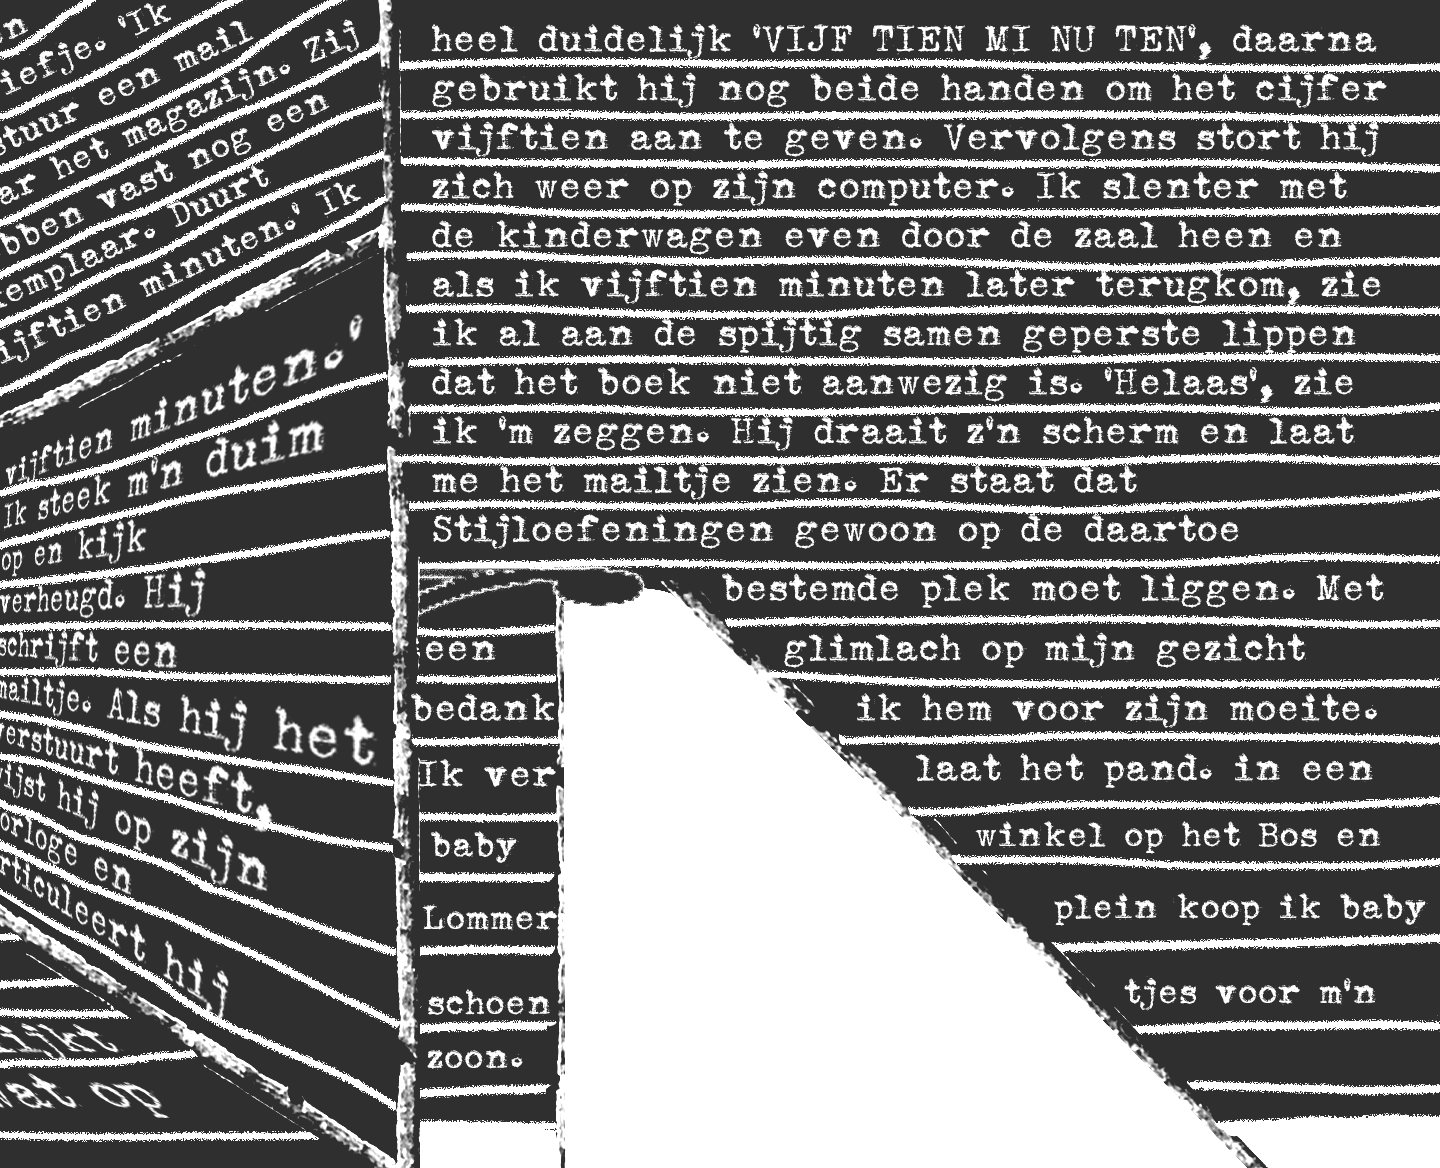 en
iefje. 'Ik
stuur een mail
ar het magazijn. Zij
bben vast nog een
emplaar. Duurt
ijftien minuten.' Ik
vijftien minuten.'
Ik steek m'n duim
op en kijk
verheugd. Hij
schrijft een
mailtje. Als hij het
verstuurt heeft,
wijst hij op zijn
orloge en
rticuleert hij
ijkt
wat op
heel duidelijk 'VIJF TIEN MI NU TEN', daarna
gebruikt hij nog beide handen om het cijfer
vijftien aan te geven. Vervolgens stort hij
zich weer op zijn computer. Ik slenter met
de kinderwagen even door de zaal heen en
als ik vijftien minuten later terugkom, zie
ik al aan de spijtig samen geperste lippen
dat het boek niet aanwezig is. 'Helaas', zie
ik 'm zeggen. Hij draait z'n scherm en laat
me het mailtje zien. Er staat dat
Stijloefeningen gewoon op de daartoe
bestemde plek moet liggen. Met
een glimlach op mijn gezicht
bedank ik hem voor zijn moeite.
Ik ver laat het pand. in een
baby winkel op het Bos en
Lommer plein koop ik baby
schoen tjes voor m'n
zoon.